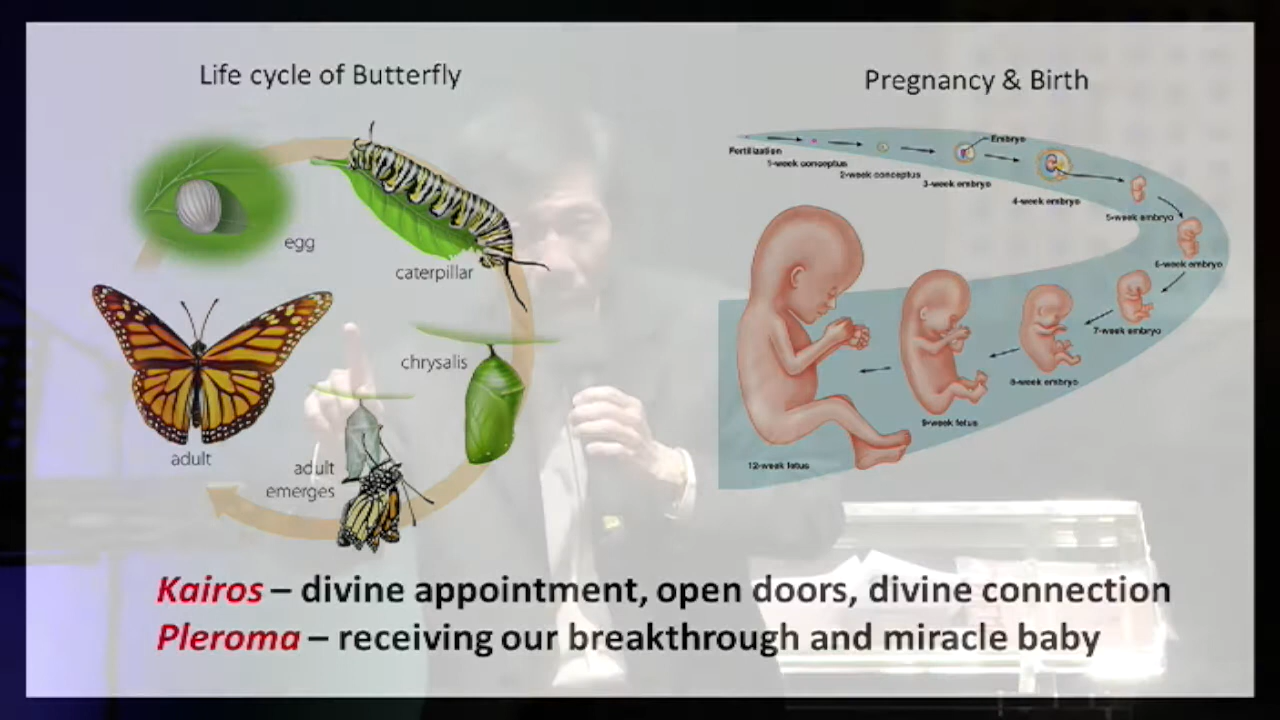 Life cycle of Butterfly
egg
caterpillar
chrysalis
adult
emerges
adult
Pregnancy & Birth
Fertilization
1-week conceptus
2-week conceptus
3-week embryo
Embryo
4-week embryo
5-week embryo
6-week embryo
7-week embryo
8-week embryo
9-week fetus
12-week fetus
Kairos – divine appointment, open doors, divine connection
Pleroma – receiving our breakthrough and miracle baby